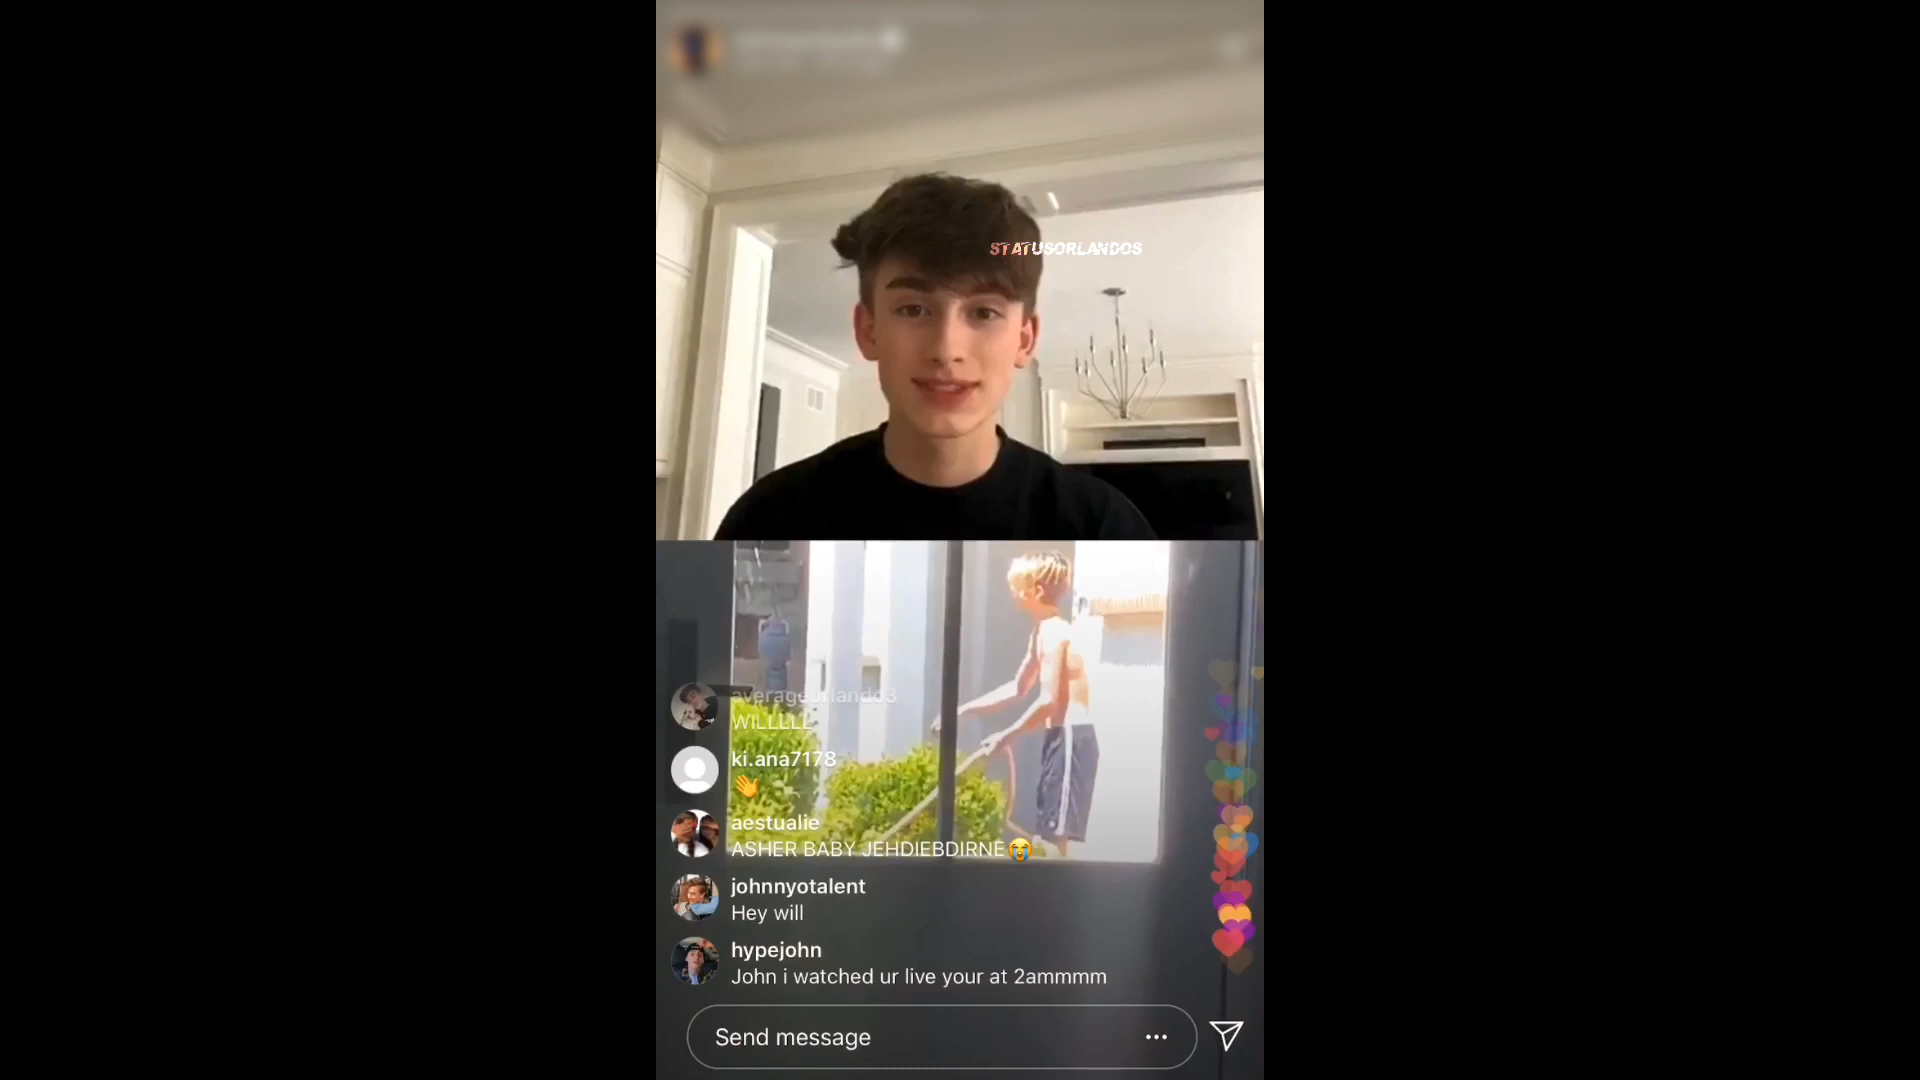 STATUSORLANDOS
averageorlando3
WILLLLL
ki.ana7178
👋
aestualie
ASHER BABY JEHDIEBDIRNE😭
johnnyotalent
Hey will
hypejohn
John i watched ur live your at 2ammmm
Send message